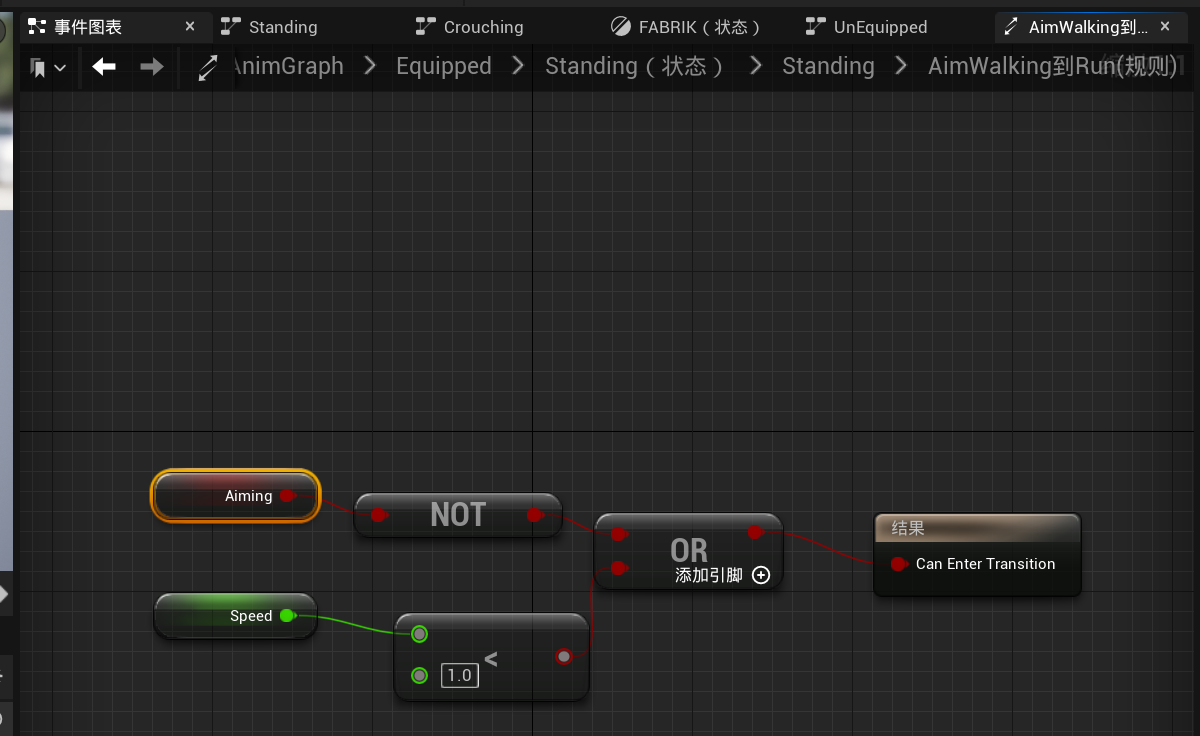 事件图表
Standing
Crouching
FABRIK（状态）
UnEquipped
AimWalking到...
AnimGraph > Equipped > Standing（状态） > Standing > AimWalking到Run(规则)
Aiming
NOT
OR
添加引脚
结果
Can Enter Transition
Speed
<
1.0